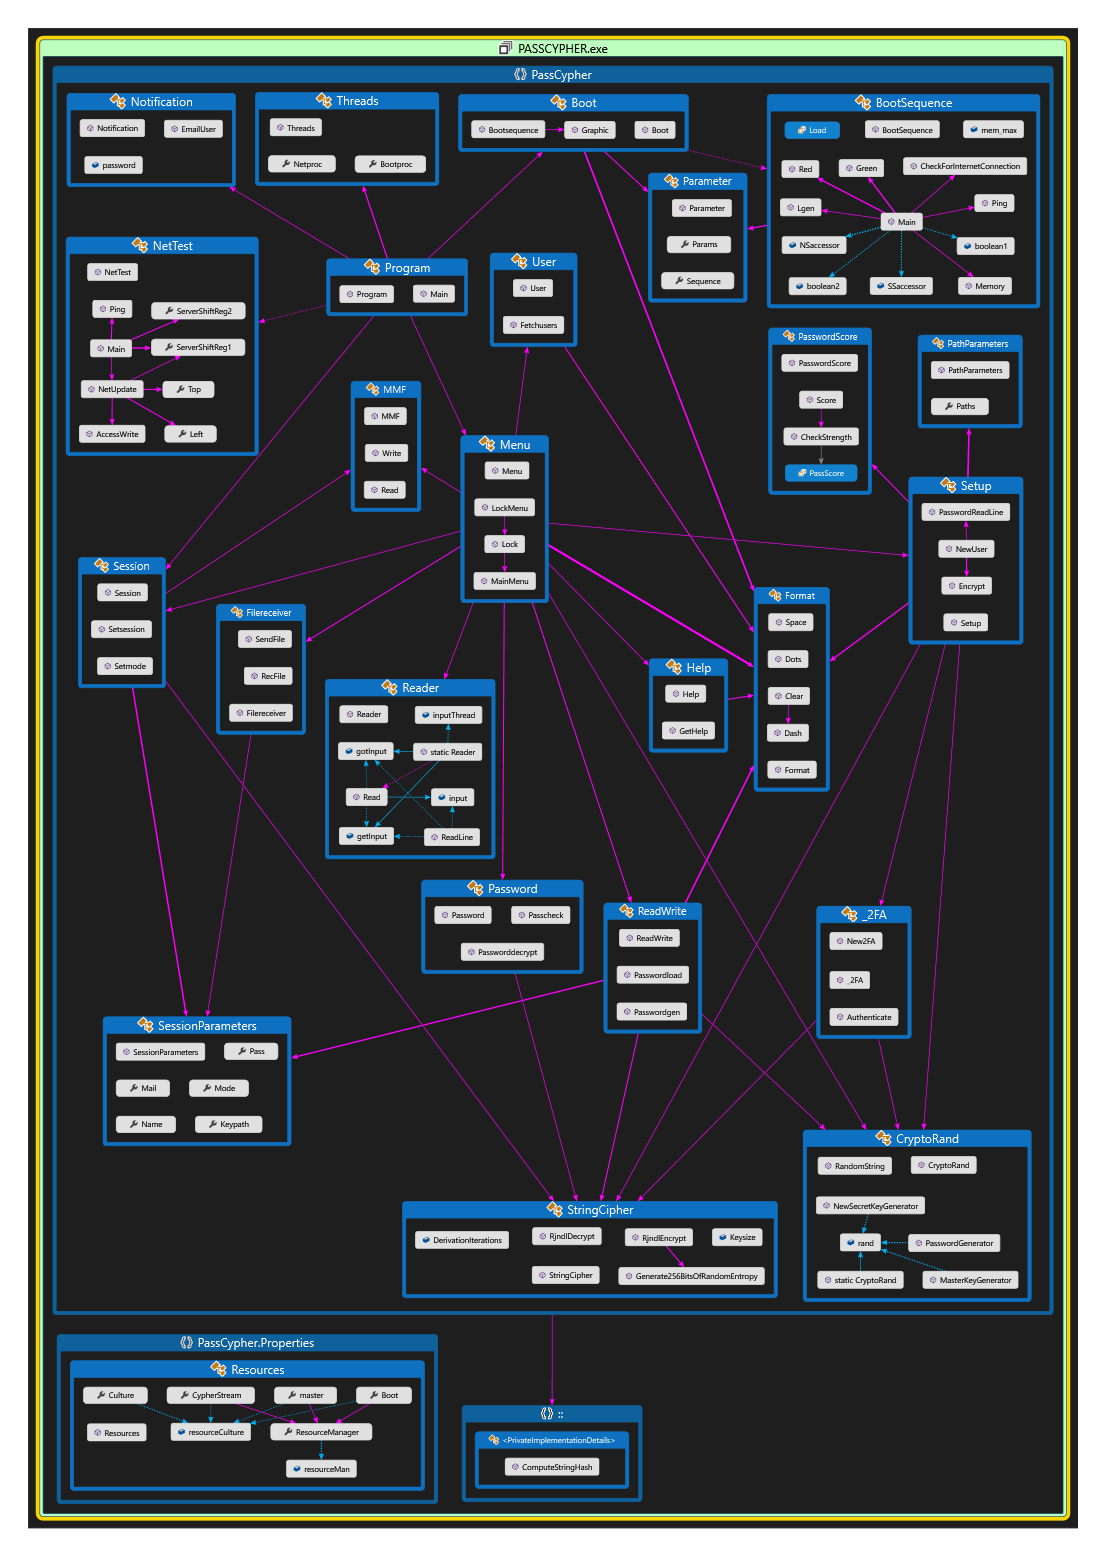 PASSCYPHER.exe
PassCypher
Notification
Notification
EmailUser
password
Threads
Threads
Netproc
Bootproc
Boot
Bootsequence
Graphic
Boot
BootSequence
Load
BootSequence
mem_max
Red
Green
CheckForInternetConnection
Lgen
Main
Ping
NSaccessor
boolean1
boolean2
SSaccessor
Memory
Parameter
Parameter
Params
Sequence
NetTest
NetTest
Ping
ServerShiftReg2
Main
ServerShiftReg1
NetUpdate
Top
AccessWrite
Left
Program
Program
Main
User
User
Fetchusers
PasswordScore
PasswordScore
Score
CheckStrength
PassScore
PathParameters
PathParameters
Paths
MMF
MMF
Write
Read
Menu
Menu
LockMenu
Lock
MainMenu
Setup
PasswordReadLine
NewUser
Encrypt
Setup
Session
Session
Setsession
Setmode
Filereceiver
SendFile
RecFile
Filereceiver
Format
Space
Dots
Clear
Dash
Format
Help
Help
GetHelp
Reader
Reader
inputThread
gotInput
static Reader
Read
input
getInput
ReadLine
Password
Password
Passcheck
Passworddecrypt
ReadWrite
ReadWrite
Passwordload
Passwordgen
_2FA
New2FA
_2FA
Authenticate
SessionParameters
SessionParameters
Pass
Mail
Mode
Name
Keypath
CryptoRand
RandomString
CryptoRand
NewSecretKeyGenerator
rand
PasswordGenerator
static CryptoRand
MasterKeyGenerator
StringCipher
DerivationIterations
RjndlDecrypt
RjndlEncrypt
Keysize
StringCipher
Generate256BitsOfRandomEntropy
PassCypher.Properties
Resources
Culture
CypherStream
master
Boot
Resources
resourceCulture
ResourceManager
resourceMan
::
<PrivateImplementationDetails>
ComputeStringHash